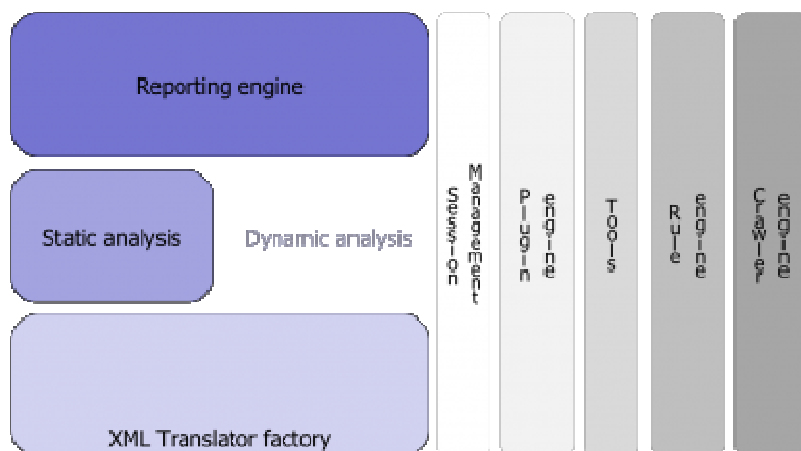 Reporting engine
Static analysis
Dynamic analysis
XML Translator factory
Session
Management
Plugin
engine
Tools
Rule
engine
Crawler
engine